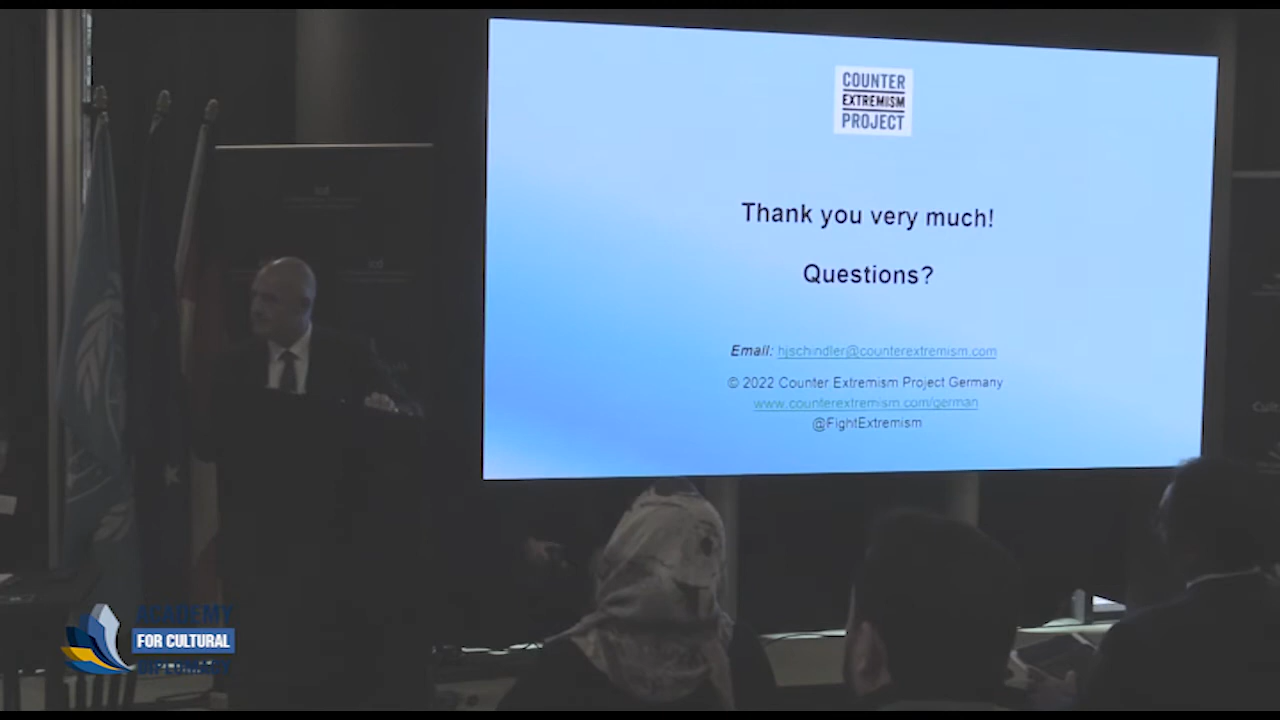 COUNTER
EXTREMISM
PROJECT
Thank you very much!
Questions?
Email: hjschindler@counterextremism.com
© 2022 Counter Extremism Project Germany
www.counterextremism.com/german
@FightExtremism
ACADEMY
FOR CULTURAL
DIPLOMACY